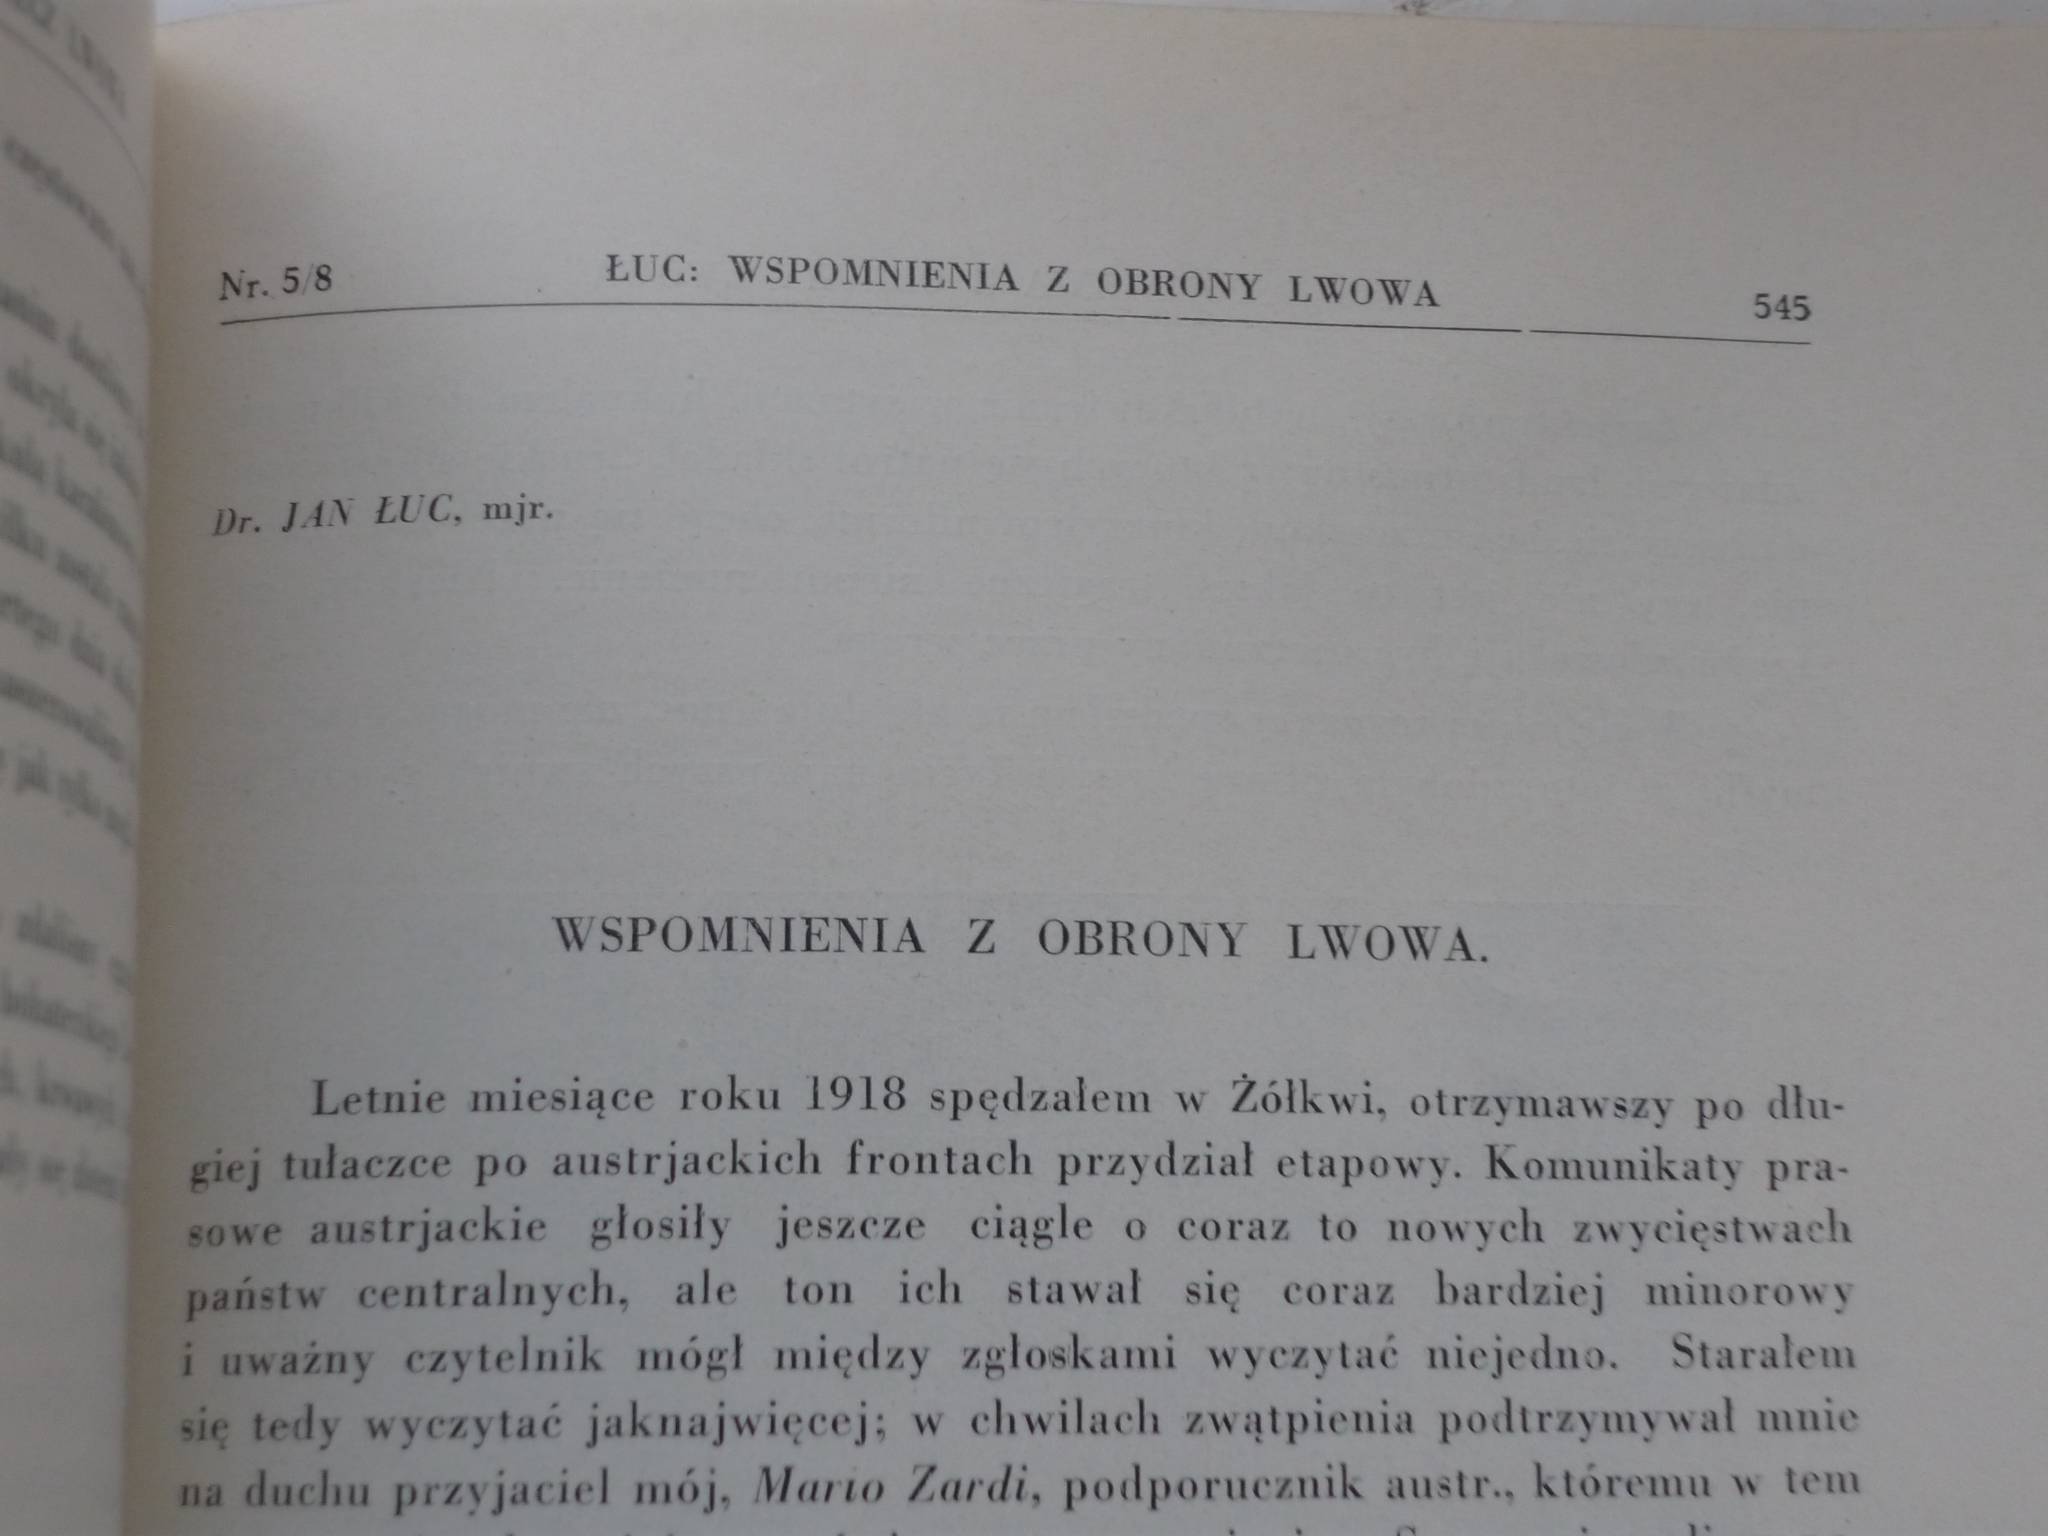 Nr. 5/8 ŁUC: WSPOMNIENIA Z OBRONY LWOWA 545
Dr. JAN ŁUC, mjr.
WSPOMNIENIA Z OBRONY LWOWA.
Letnie miesiące roku 1918 spędzałem w Żółkwi, otrzymawszy po dłu-
giej tułaczce po austrjackich frontach przydział etapowy. Komunikaty pra-
sowe austrjackie głosiły jeszcze ciągle o coraz to nowych zwycięstwach
państw centralnych, ale ton ich stawał się coraz bardziej minorowy
i uważny czytelnik mógł między zgłoskami wyczytać niejedno. Starałem
się tedy wyczytać jaknajwięcej; w chwilach zwątpienia podtrzymywał mnie
na duchu przyjaciel mój, Mario Zardi, podporucznik austr., któremu w tem